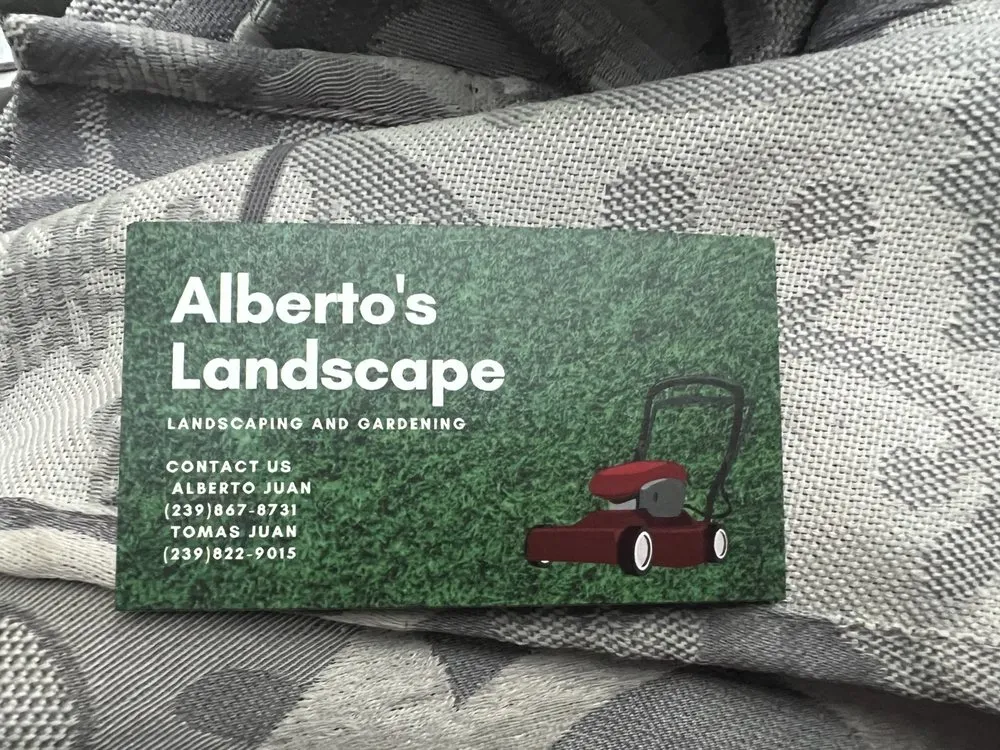 Alberto's
Landscape
LANDSCAPING AND GARDENING
CONTACT US
ALBERTO JUAN
(239)867-8731
TOMAS JUAN
(239)822-9015